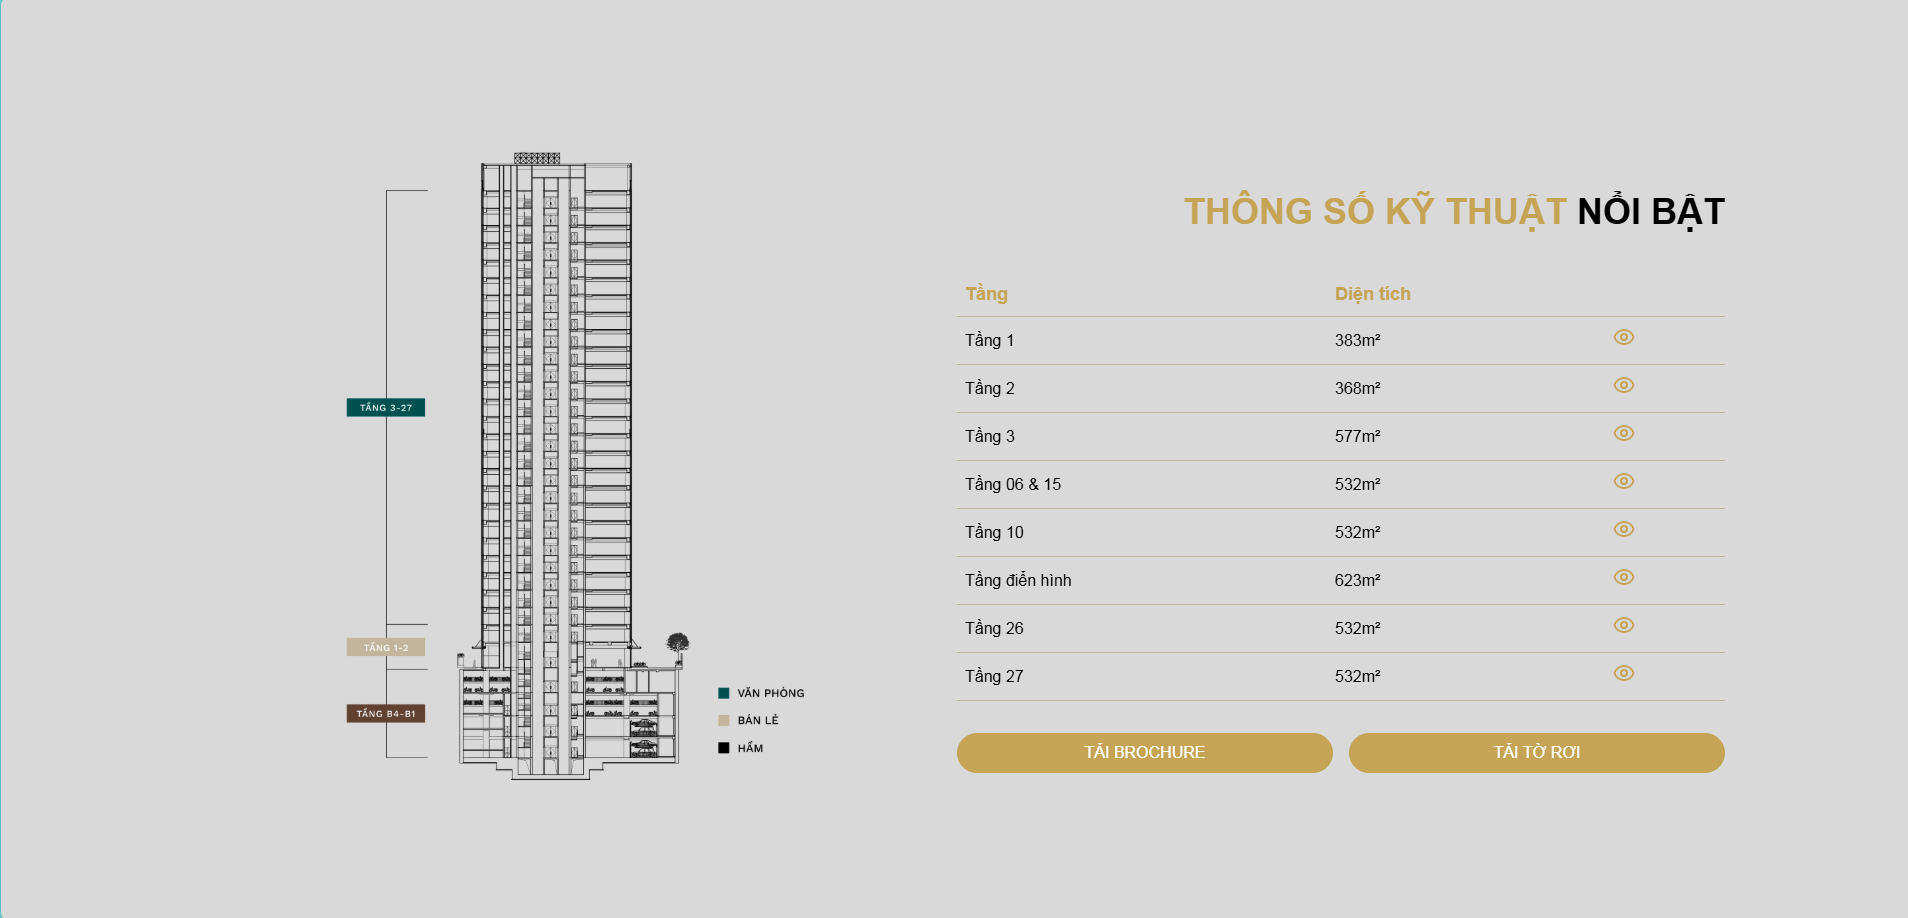 TẦNG 3-27
TẦNG 1-2
TẦNG B4-B1
VĂN PHÒNG
BÁN LẺ
HẦM
THÔNG SỐ KỸ THUẬT NỔI BẬT
Tầng Diện tích
Tầng 1 383m²
Tầng 2 368m²
Tầng 3 577m²
Tầng 06 & 15 532m²
Tầng 10 532m²
Tầng điển hình 623m²
Tầng 26 532m²
Tầng 27 532m²
TẢI BROCHURE TẢI TỜ RƠI